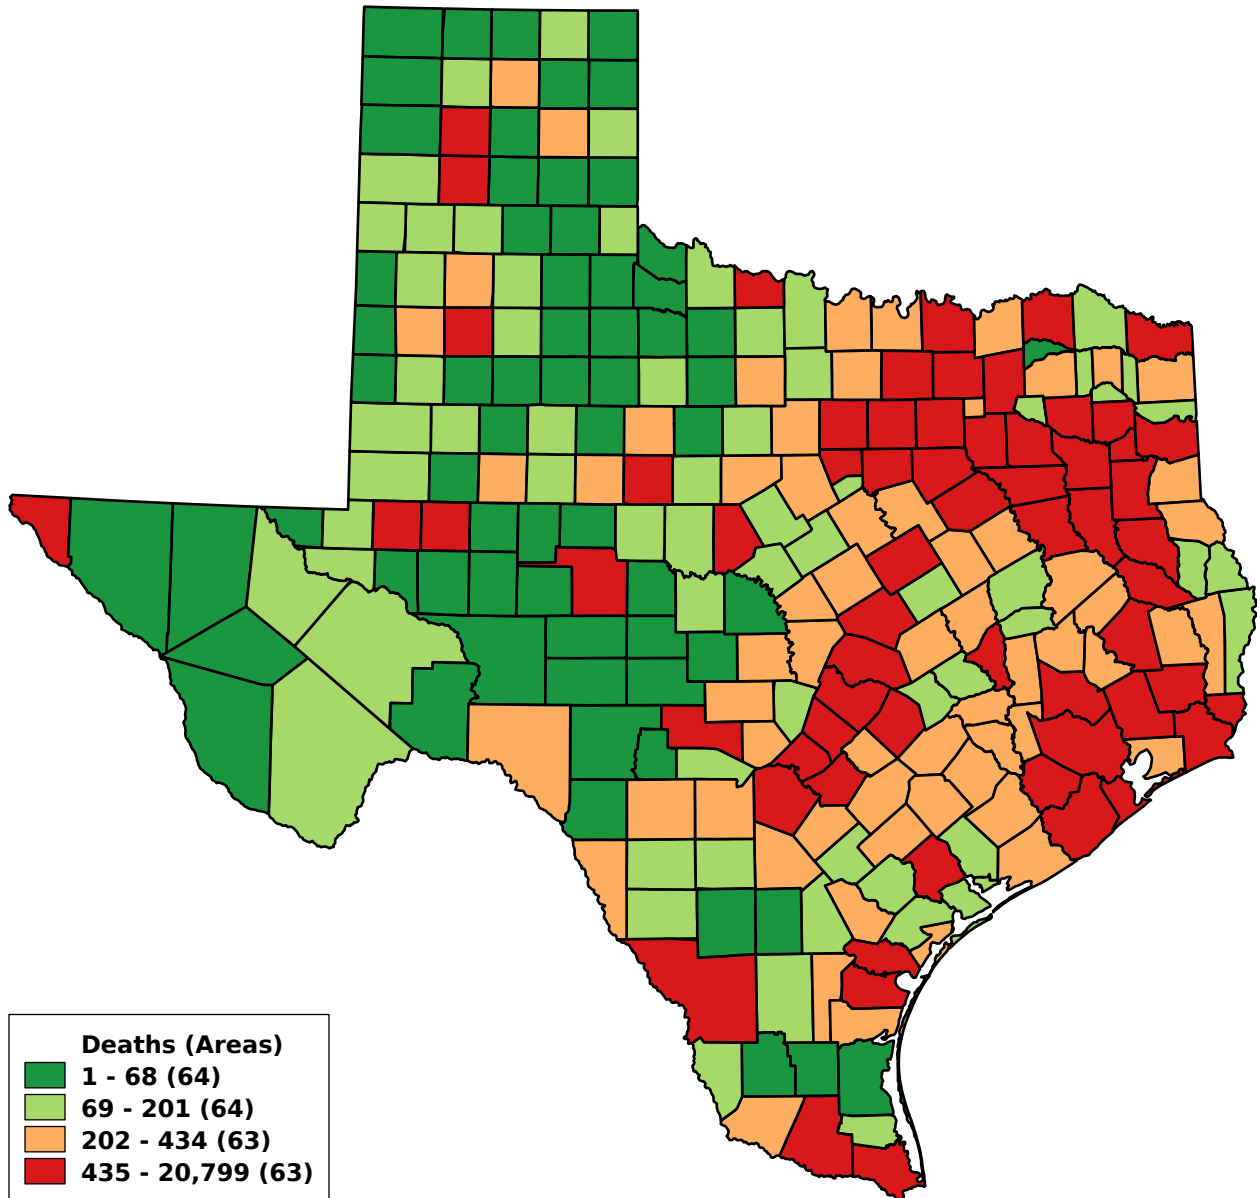 Deaths (Areas)
1 - 68 (64)
69 - 201 (64)
202 - 434 (63)
435 - 20,799 (63)